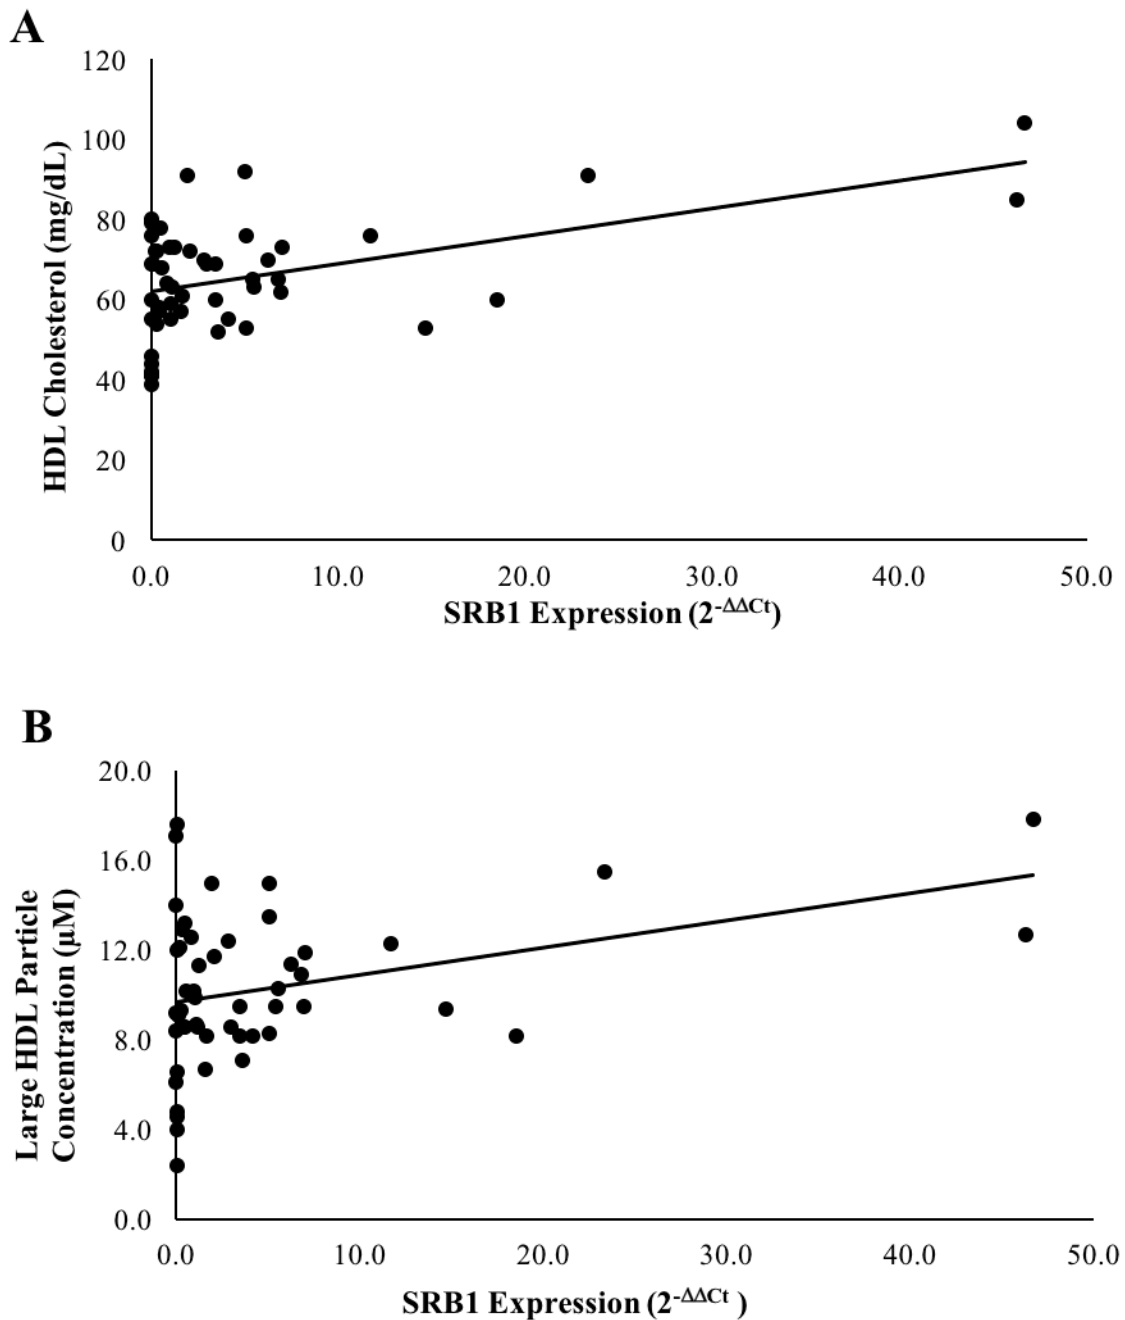 A
120
100
80
60
40
20
0
HDL Cholesterol (mg/dL)
0.0 10.0 20.0 30.0 40.0 50.0
SRB1 Expression (2-ΔΔCt)
B
20.0
16.0
12.0
8.0
4.0
0.0
Large HDL Particle
Concentration (µM)
0.0 10.0 20.0 30.0 40.0 50.0
SRB1 Expression (2-ΔΔCt )